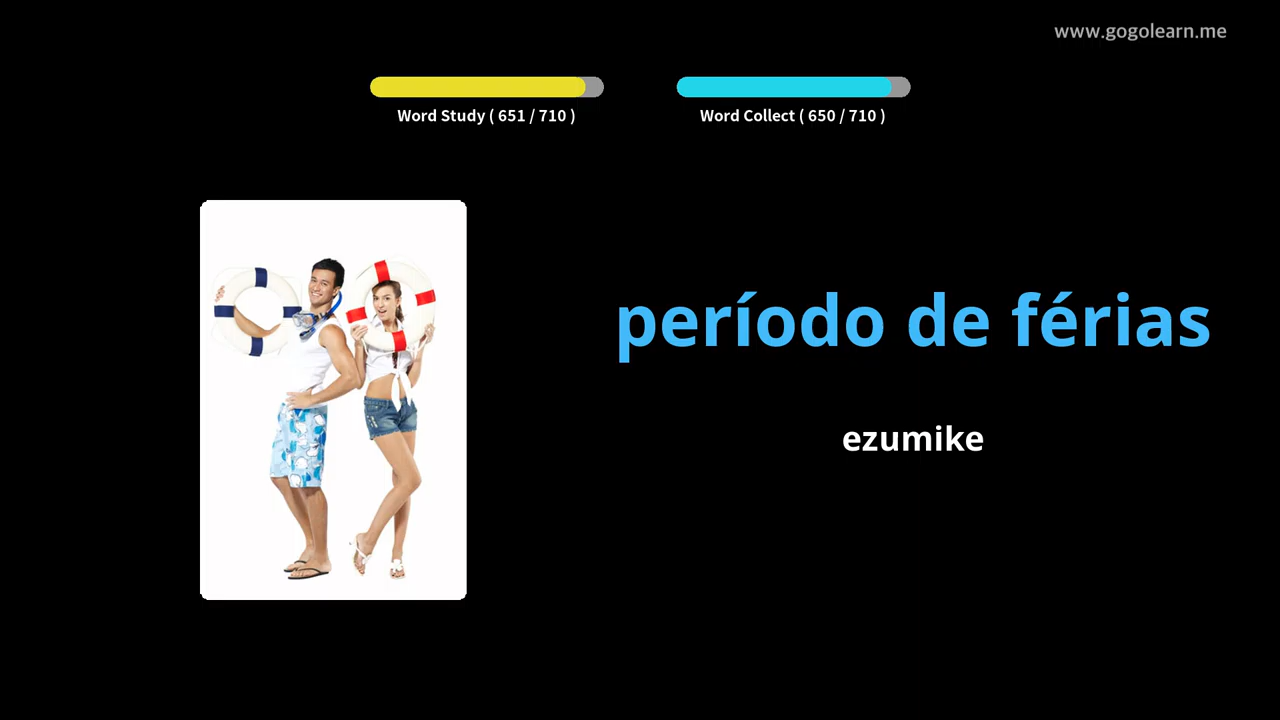 www.gogolearn.me
Word Study ( 651 / 710 )
Word Collect ( 650 / 710 )
período de férias
ezumike